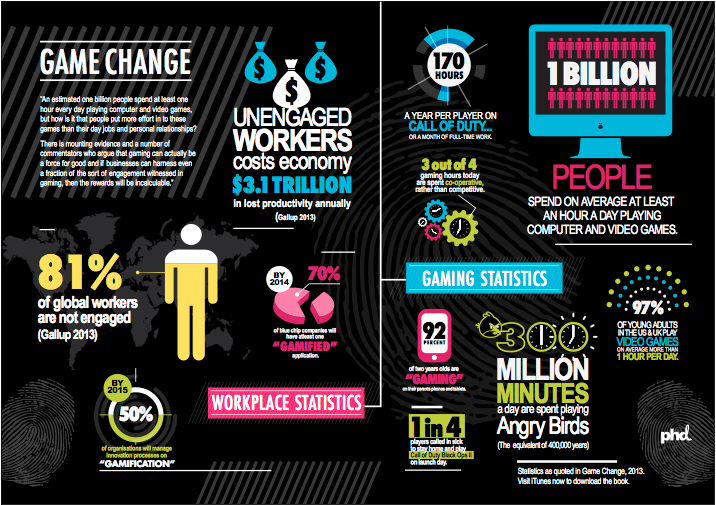 GAME CHANGE
"An estimated one billion people spend at least one
hour every day playing computer and video games,
but how is it that people put more effort in to these
games than their day jobs and personal relationships?
There is mounting evidence and a number of
commentators who argue that gaming can actually be
a force for good and if businesses can harness even
a fraction of the sort of engagement witnessed in
gaming, then the rewards will be incalculable."
$ $ $
UNENGAGED
WORKERS
costs economy
$3.1 TRILLION
in lost productivity annually
(Gallup 2013)
81%
of global workers
are not engaged
(Gallup 2013)
BY
2014
70%
of blue chip companies will
have atleast one
"GAMIFIED"
application.
BY
2015
50%
of organisations will manage
innovation processes on
"GAMIFICATION"
WORKPLACE STATISTICS
170
HOURS
A YEAR PER PLAYER ON
CALL OF DUTY...
OR A MONTH OF FULL-TIME WORK.
3 out of 4
gaming hours today
are spent co-operative,
rather than competitive.
1 BILLION
PEOPLE
SPEND ON AVERAGE AT LEAST
AN HOUR A DAY PLAYING
COMPUTER AND VIDEO GAMES.
GAMING STATISTICS
92
PERCENT
of two years olds are
"GAMING"
on their parents phones and tablets.
1 in 4
players called in sick
to stay home and play
Call of Duty Black Ops II
on launch day.
300
MILLION
MINUTES
a day are spent playing
Angry Birds
(The equivalent of 400,000 years)
97%
OF YOUNG ADULTS
IN THE US & UK PLAY
VIDEO GAMES
ON AVERAGE MORE THAN
1 HOUR PER DAY.
phd
Statistics as quoted in Game Change, 2013.
Visit iTunes now to download the book.